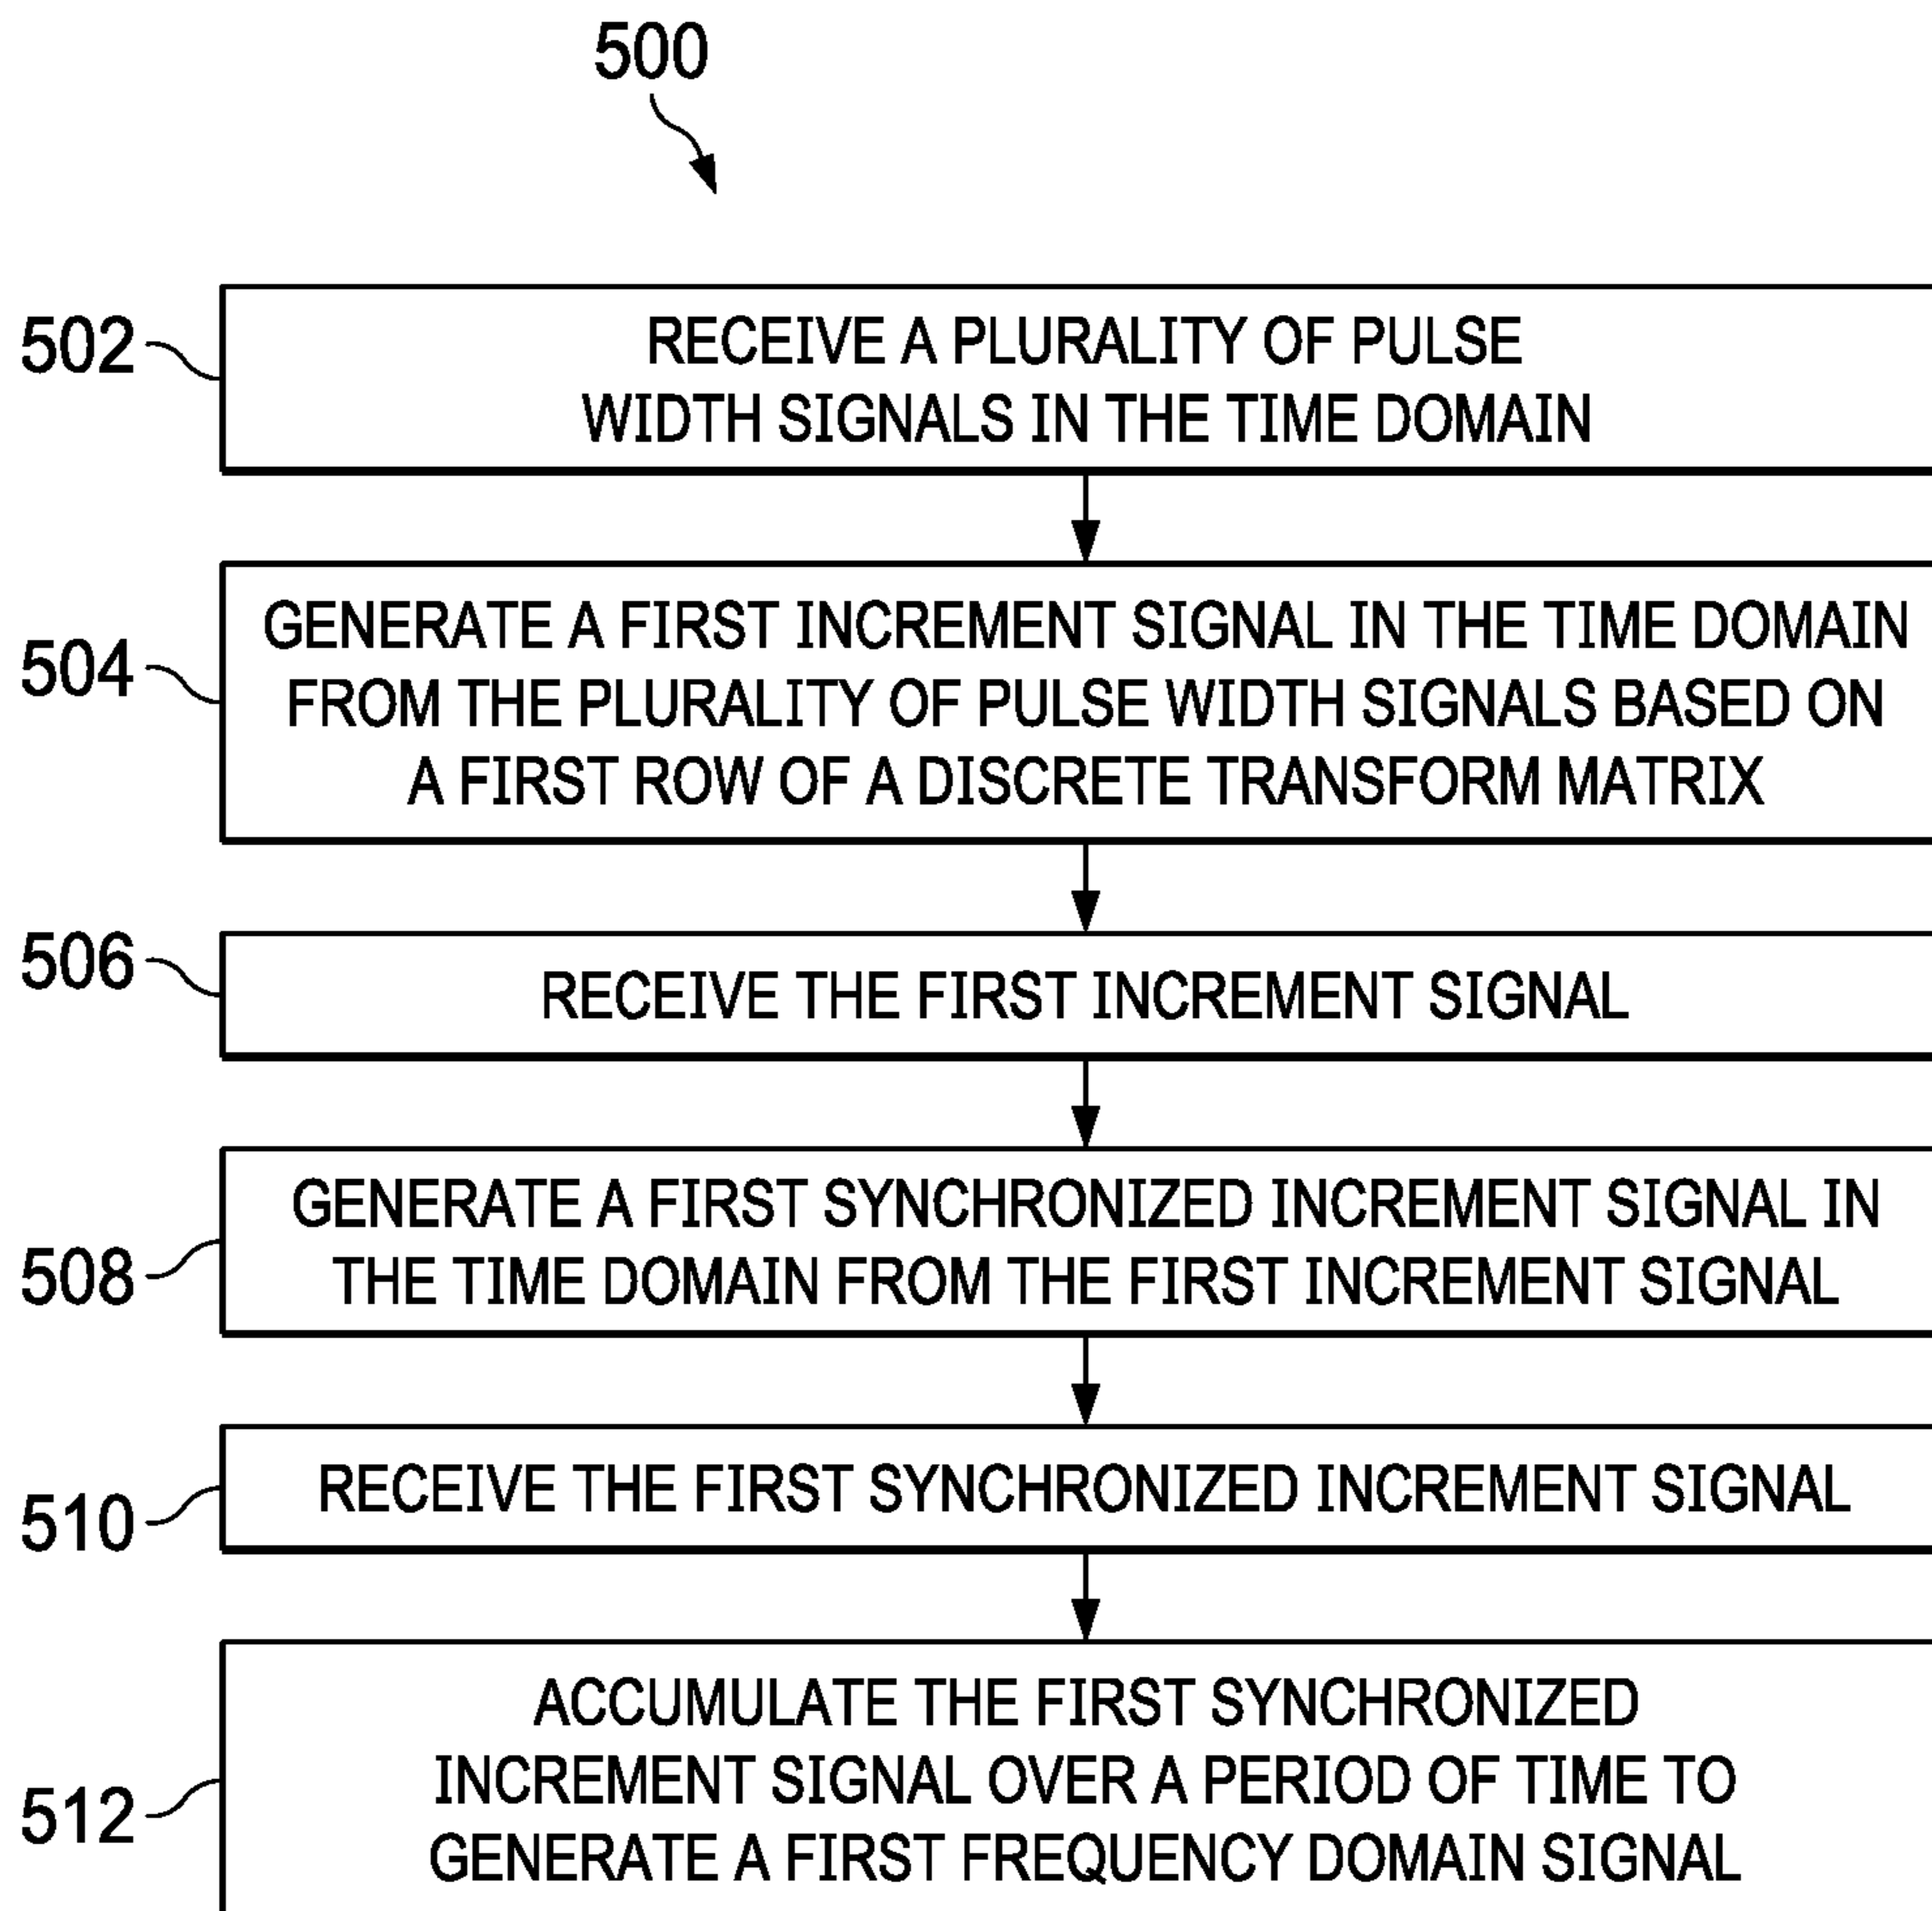 500
502
RECEIVE A PLURALITY OF PULSE
WIDTH SIGNALS IN THE TIME DOMAIN
504
GENERATE A FIRST INCREMENT SIGNAL IN THE TIME DOMAIN
FROM THE PLURALITY OF PULSE WIDTH SIGNALS BASED ON
A FIRST ROW OF A DISCRETE TRANSFORM MATRIX
506
RECEIVE THE FIRST INCREMENT SIGNAL
508
GENERATE A FIRST SYNCHRONIZED INCREMENT SIGNAL IN
THE TIME DOMAIN FROM THE FIRST INCREMENT SIGNAL
510
RECEIVE THE FIRST SYNCHRONIZED INCREMENT SIGNAL
512
ACCUMULATE THE FIRST SYNCHRONIZED
INCREMENT SIGNAL OVER A PERIOD OF TIME TO
GENERATE A FIRST FREQUENCY DOMAIN SIGNAL